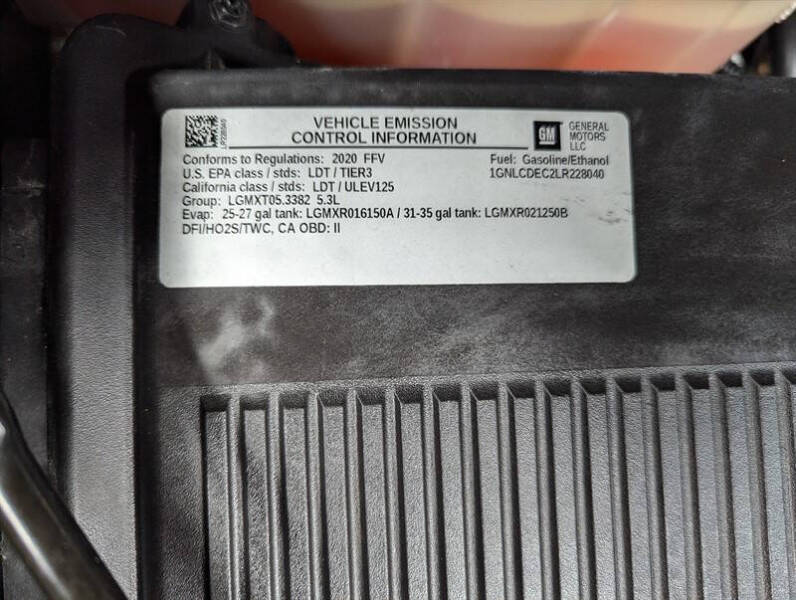 VEHICLE EMISSION
CONTROL INFORMATION
GM
GENERAL
MOTORS
LLC
Conforms to Regulations: 2020 FFV
Fuel: Gasoline/Ethanol
U.S. EPA class / stds: LDT / TIER3
1GNLCDEC2LR228040
California class / stds: LDT / ULEV125
Group: LGMXT05.3382 5.3L
Evap: 25-27 gal tank: LGMXR016150A / 31-35 gal tank: LGMXR021250B
DFI/HO2S/TWC, CA OBD: II